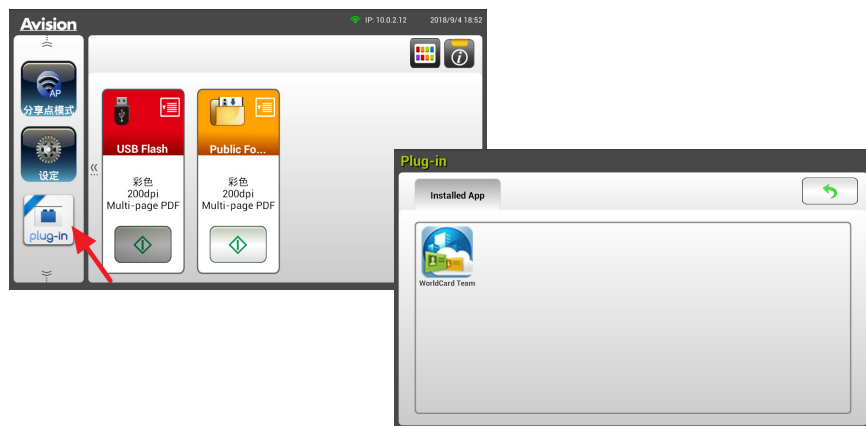 Avision
IP: 10.0.2.12 2018/9/4 18:52
AP
分享点模式
设定
plug-in
USB Flash
彩色
200dpi
Multi-page PDF
Public Fo...
彩色
200dpi
Multi-page PDF
Plug-in
Installed App
WorldCard Team